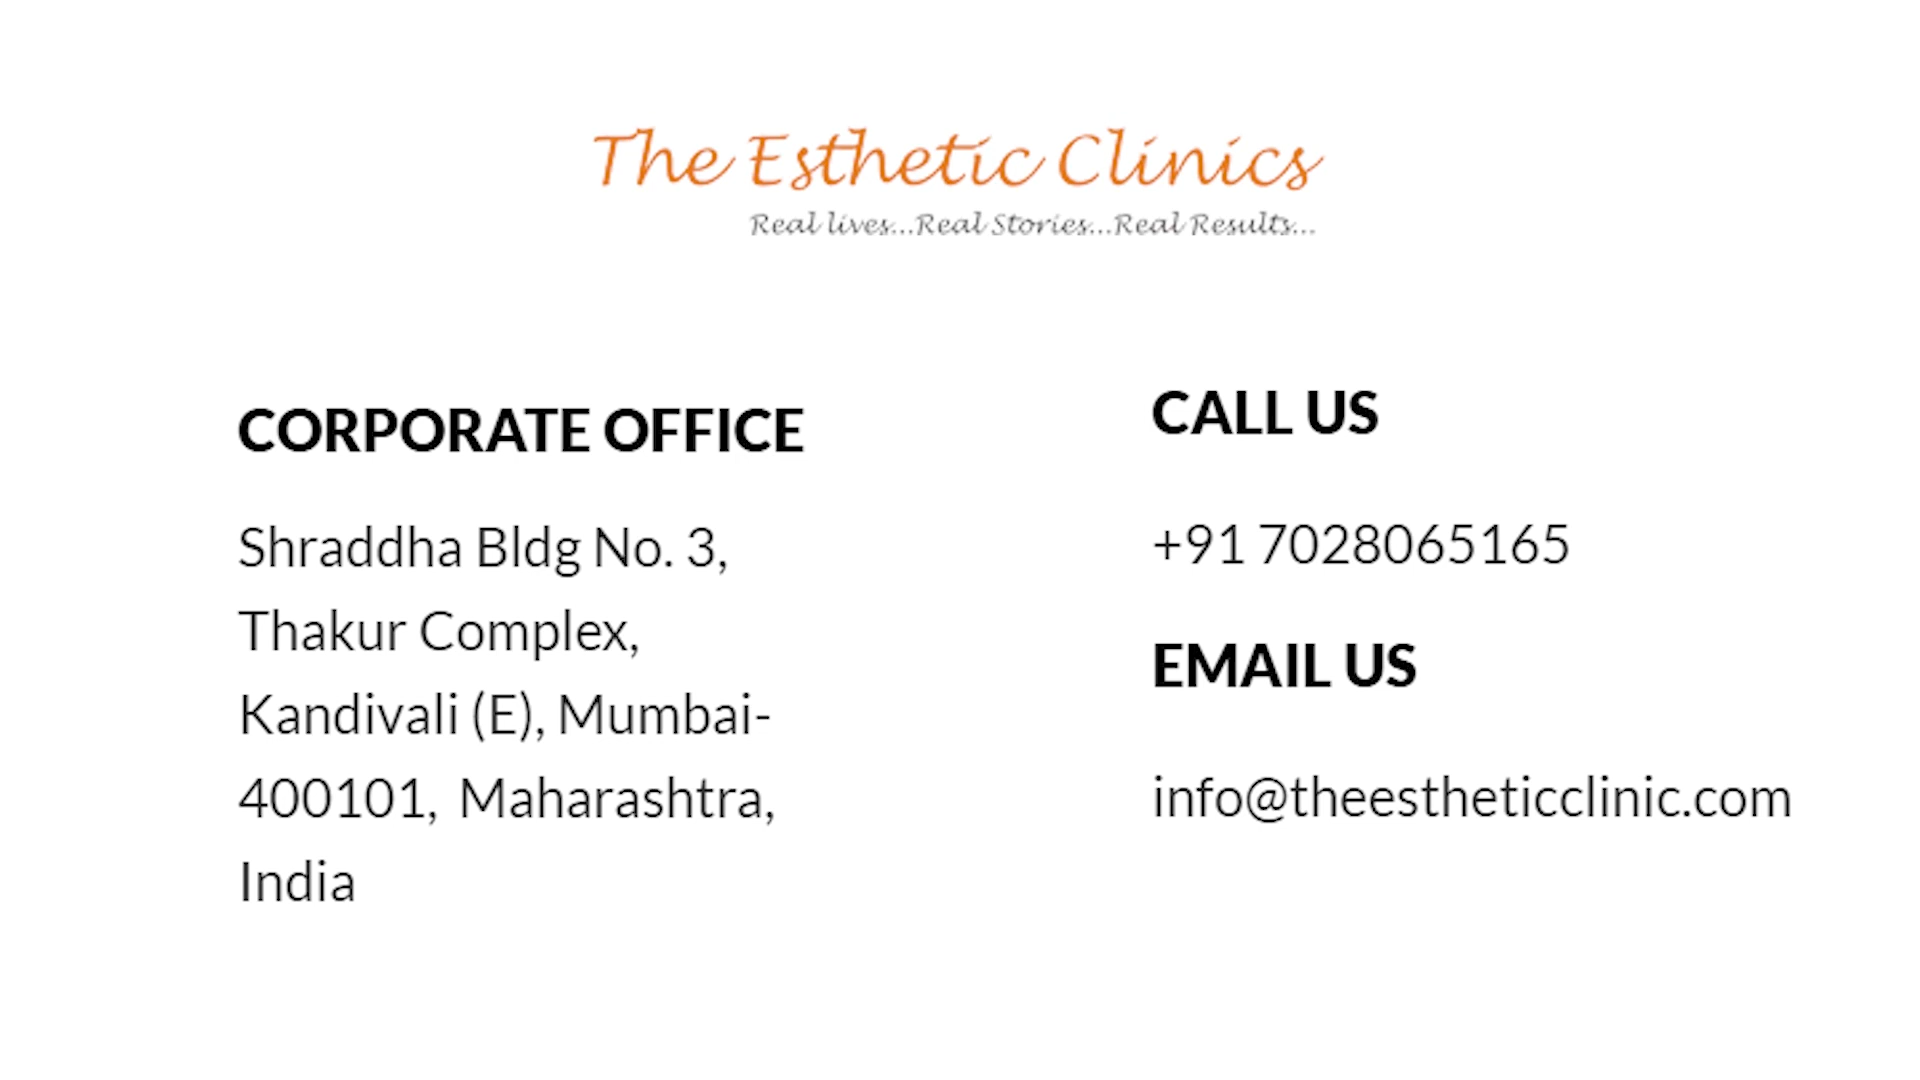 The Esthetic Clinics
Real lives...Real Stories...Real Results...
CORPORATE OFFICE
Shraddha Bldg No. 3,
Thakur Complex,
Kandivali (E), Mumbai-
400101, Maharashtra,
India
CALL US
+91 7028065165
EMAIL US
info@theestheticclinic.com